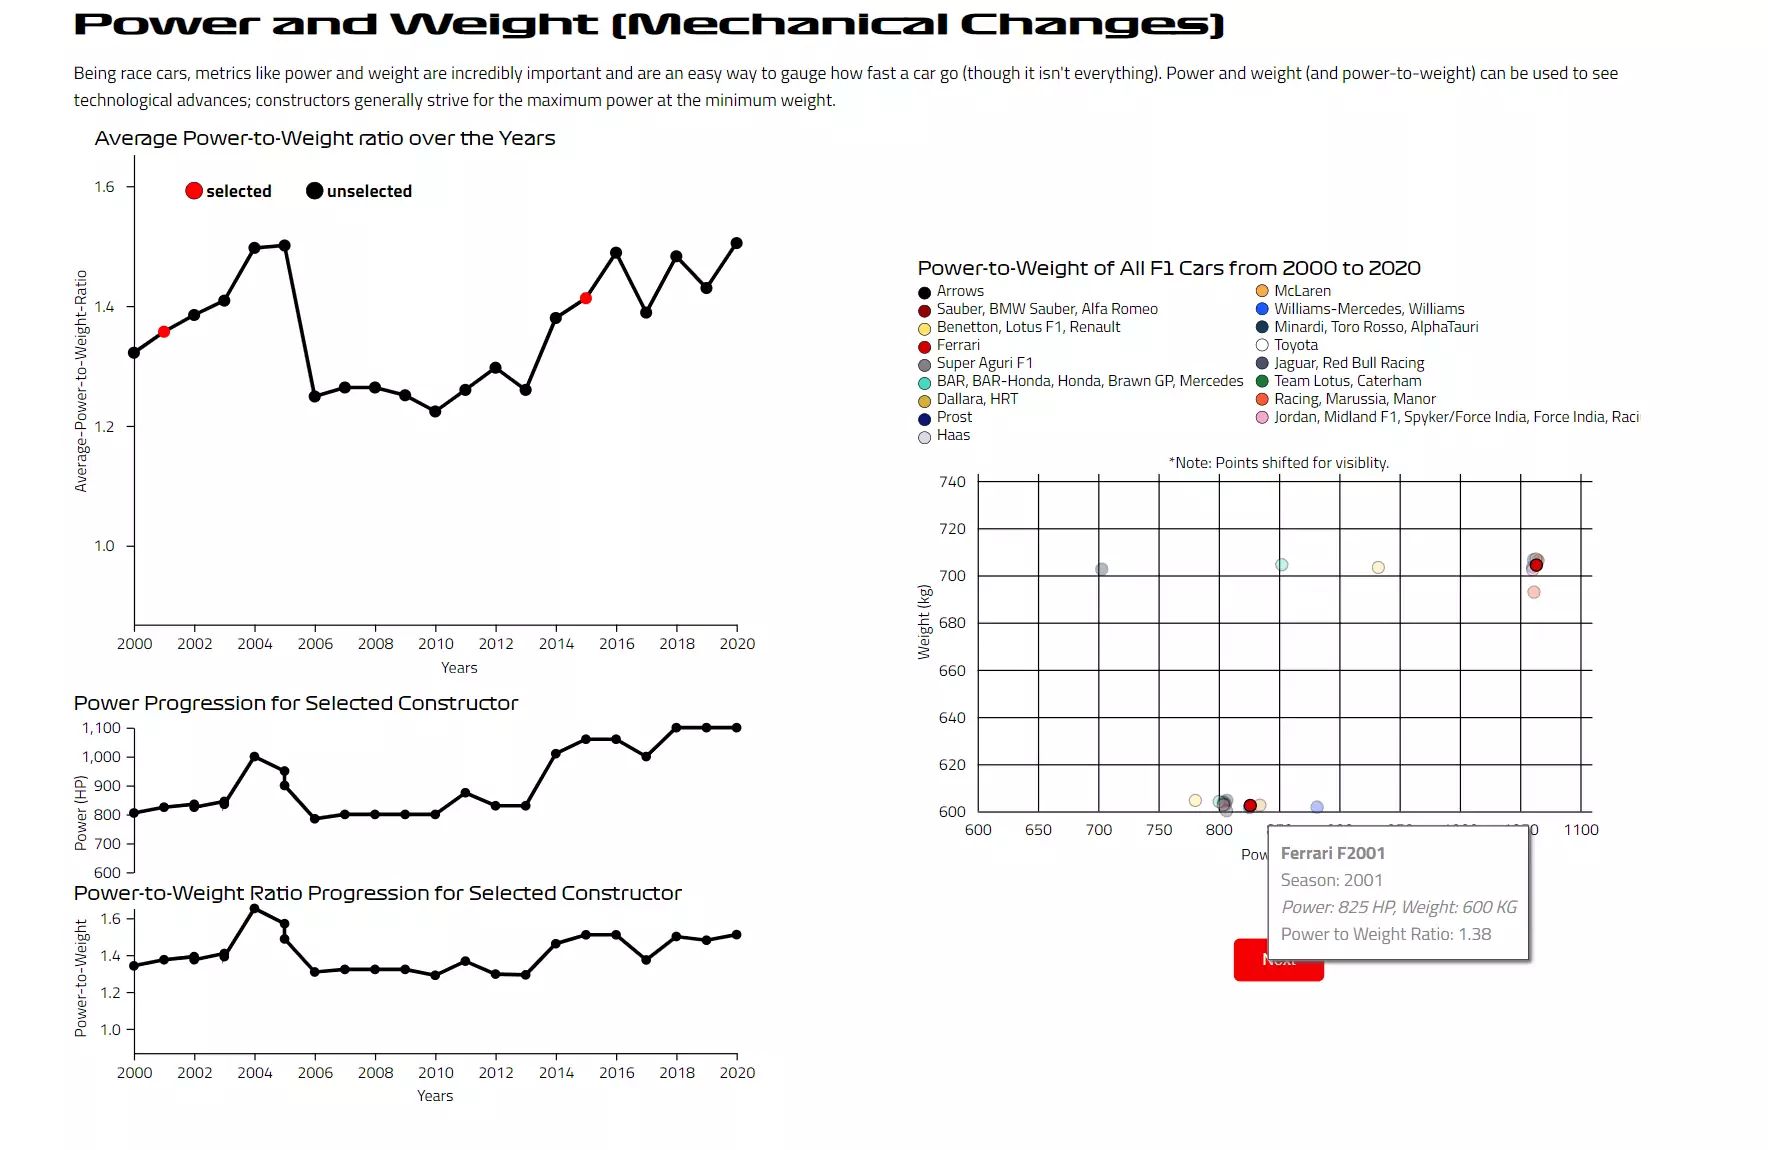 Power and Weight (Mechanical Changes)
Being race cars, metrics like power and weight are incredibly important and are an easy way to gauge how fast a car go (though it isn't everything). Power and weight (and power-to-weight) can be used to see
technological advances; constructors generally strive for the maximum power at the minimum weight.
Average Power-to-Weight ratio over the Years
selected
unselected
1.6
1.4
1.2
1.0
Average-Power-to-Weight-Ratio
2000 2002 2004 2006 2008 2010 2012 2014 2016 2018 2020
Years
Power Progression for Selected Constructor
1,100
1,000
900
800
700
600
Power (HP)
Power-to-Weight Ratio Progression for Selected Constructor
1.6
1.4
1.2
1.0
Power-to-Weight
2000 2002 2004 2006 2008 2010 2012 2014 2016 2018 2020
Years
Power-to-Weight of All F1 Cars from 2000 to 2020
Arrows
Sauber, BMW Sauber, Alfa Romeo
Benetton, Lotus F1, Renault
Ferrari
Super Aguri F1
BAR, BAR-Honda, Honda, Brawn GP, Mercedes
Dallara, HRT
Prost
Haas
McLaren
Williams-Mercedes, Williams
Minardi, Toro Rosso, AlphaTauri
Toyota
Jaguar, Red Bull Racing
Team Lotus, Caterham
Racing, Marussia, Manor
Jordan, Midland F1, Spyker/Force India, Force India, Raci
*Note: Points shifted for visiblity.
740
720
700
680
660
640
620
600
Weight (kg)
600 650 700 750 800 1100
Pow
Ferrari F2001
Season: 2001
Power: 825 HP, Weight: 600 KG
Power to Weight Ratio: 1.38
Next